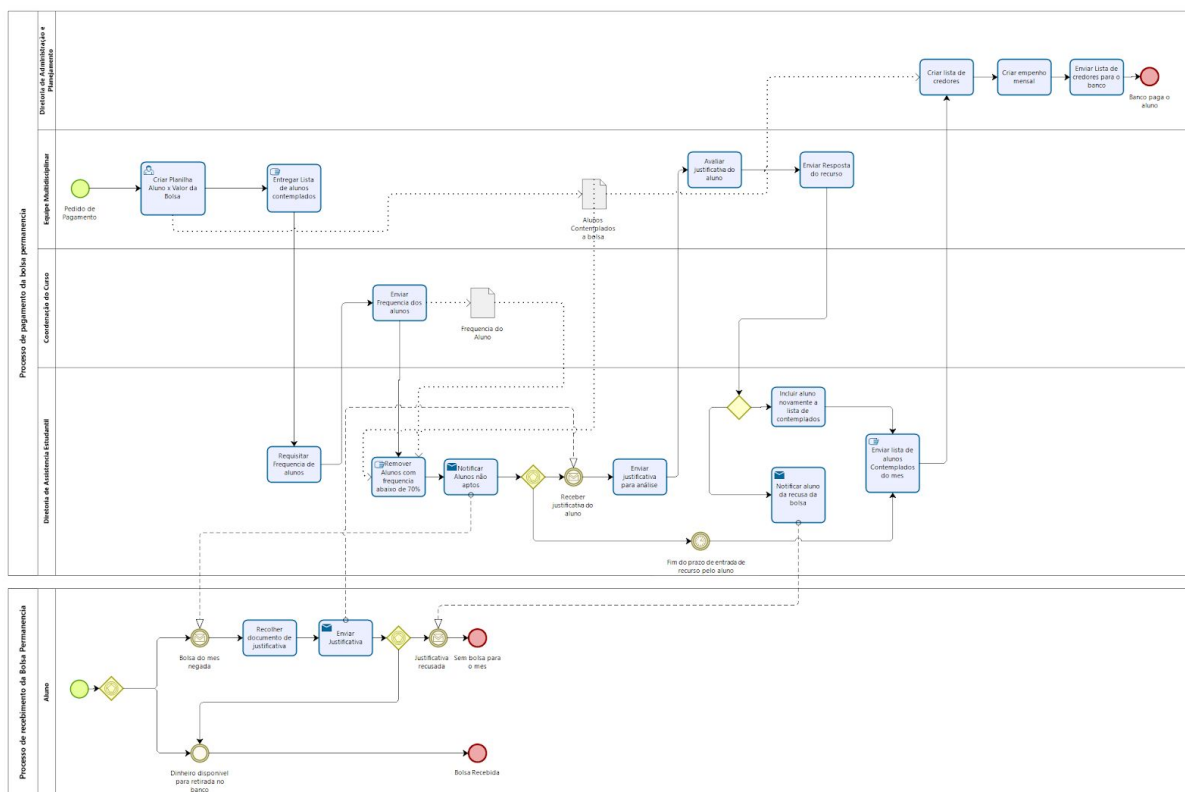 Processo de pagamento da bolsa permanencia
Diretoria de Administração e
Planejamento
Criar lista de
credores
Criar empenho
mensal
Enviar Lista de
credores para o
banco
Banco paga o
aluno
Equipe Multidisciplinar
Pedido de
Pagamento
Criar Planilha
Aluno x Valor da
Bolsa
Entregar Lista
de alunos
contemplados
Alunos
Contemplados
a bolsa
Avaliar
justificativa do
aluno
Enviar Resposta
do recurso
Coordenação do Curso
Enviar
Frequencia dos
alunos
Frequencia do
Aluno
Diretoria de Assistencia Estudantil
Requisitar
Frequencia de
alunos
Remover
Alunos com
frequencia
abaixo de 70%
Notificar
Alunos não
aptos
Receber
justificativa do
aluno
Enviar
justificativa
para análise
Fim do prazo de entrada de
recurso pelo aluno
Incluir aluno
novamente a
lista de
contemplados
Notificar aluno
da recusa da
bolsa
Enviar lista de
alunos
Contemplados
do mes
Processo de recebimento da Bolsa Permanencia
Aluno
Bolsa do mes
negada
Recolher
documento de
justificativa
Enviar
Justificativa
Justificativa
recusada
Sem bolsa para
o mes
Dinheiro disponivel
para retirada no
banco
Bolsa Recebida